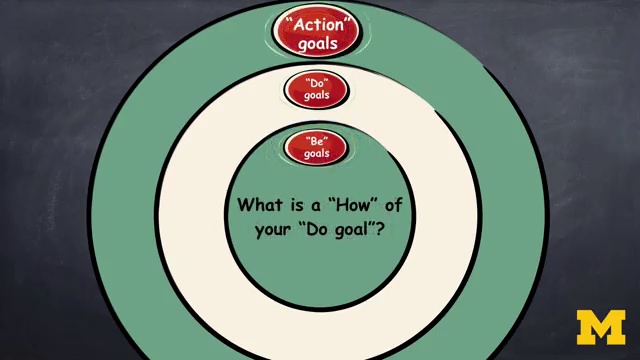 “Action”
goals
“Do”
goals
“Be”
goals
What is a “How” of
your “Do goal”?
M